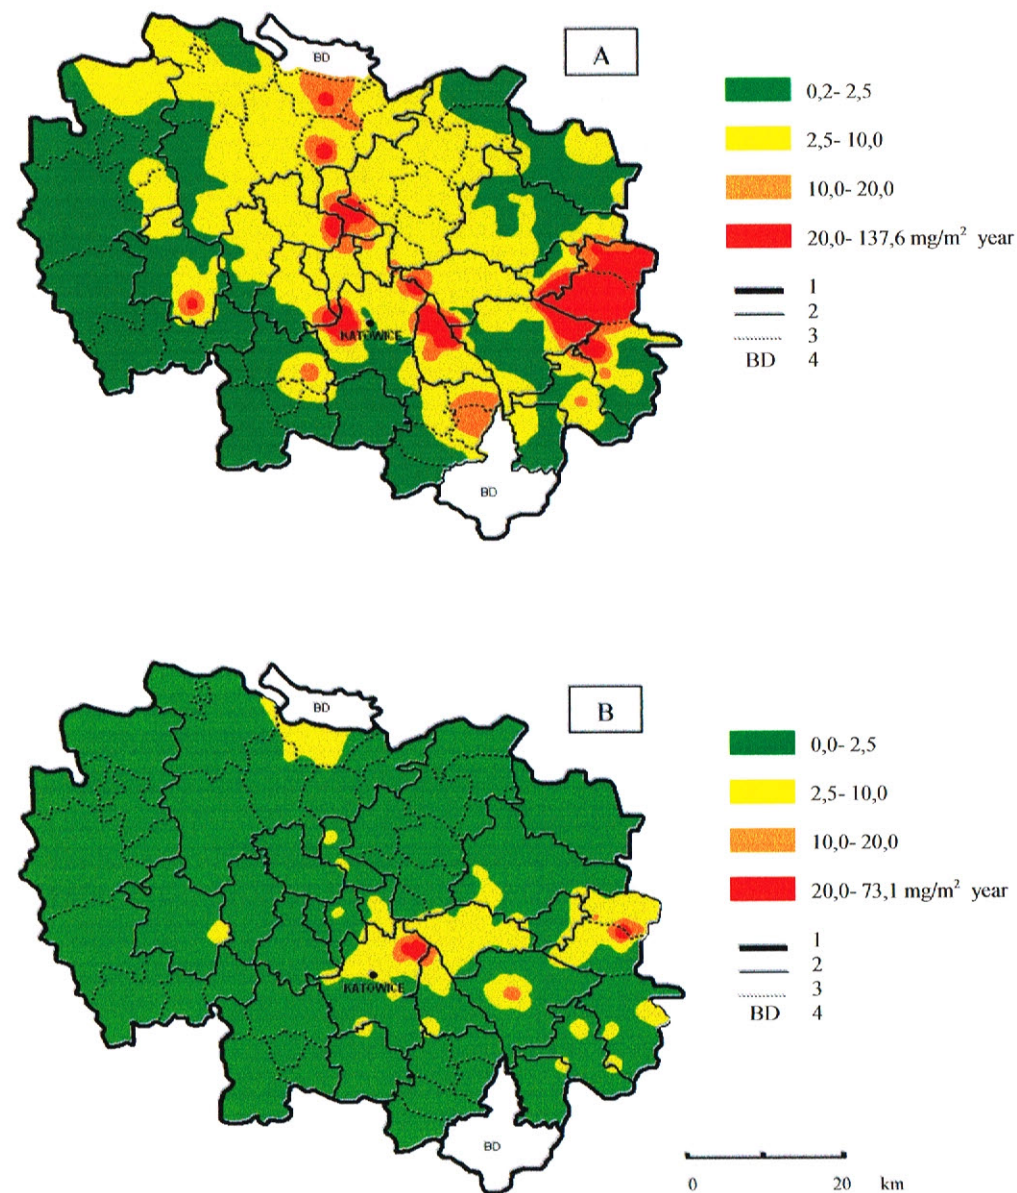 BD
A
0,2- 2,5
2,5- 10,0
10,0- 20,0
20,0- 137,6 mg/m² year
1
2
3
BD 4
KATOWICE
BD
BD
B
0,0- 2,5
2,5- 10,0
10,0- 20,0
20,0- 73,1 mg/m² year
1
2
3
BD 4
KATOWICE
BD
0 20 km